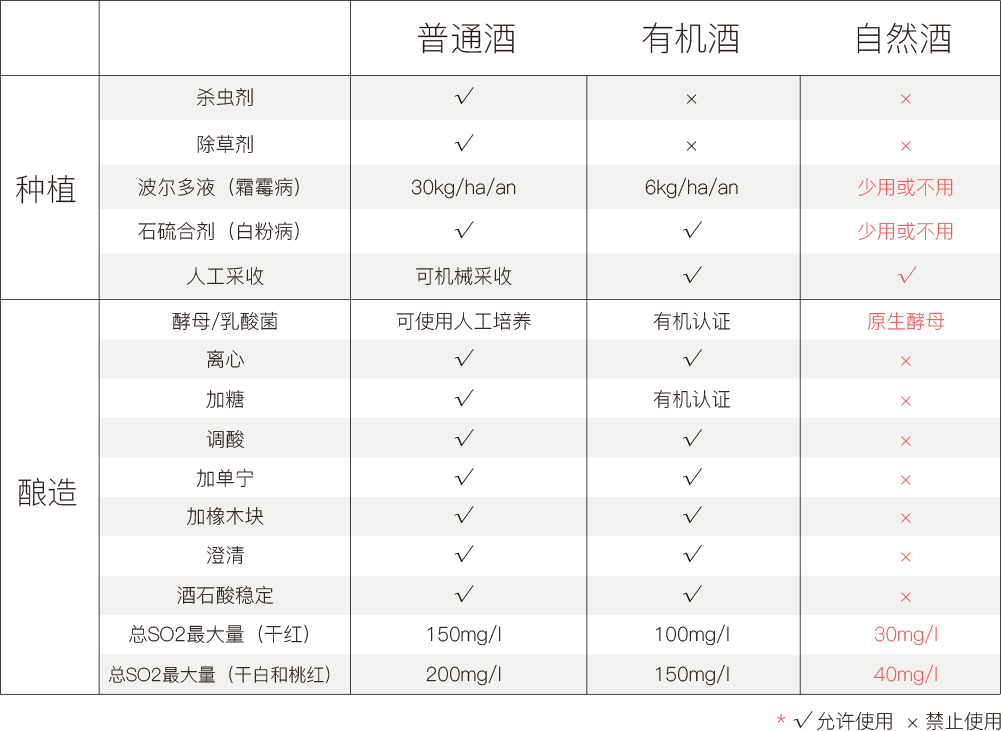 普通酒 有机酒 自然酒
种植
杀虫剂 √ × ×
除草剂 √ × ×
波尔多液（霜霉病） 30kg/ha/an 6kg/ha/an 少用或不用
石硫合剂（白粉病） √ √ 少用或不用
人工采收 可机械采收 √ √
酿造
酵母/乳酸菌 可使用人工培养 有机认证 原生酵母
离心 √ √ ×
加糖 √ 有机认证 ×
调酸 √ √ ×
加单宁 √ √ ×
加橡木块 √ √ ×
澄清 √ √ ×
酒石酸稳定 √ √ ×
总SO2最大量（干红） 150mg/l 100mg/l 30mg/l
总SO2最大量（干白和桃红） 200mg/l 150mg/l 40mg/l
* √ 允许使用 × 禁止使用